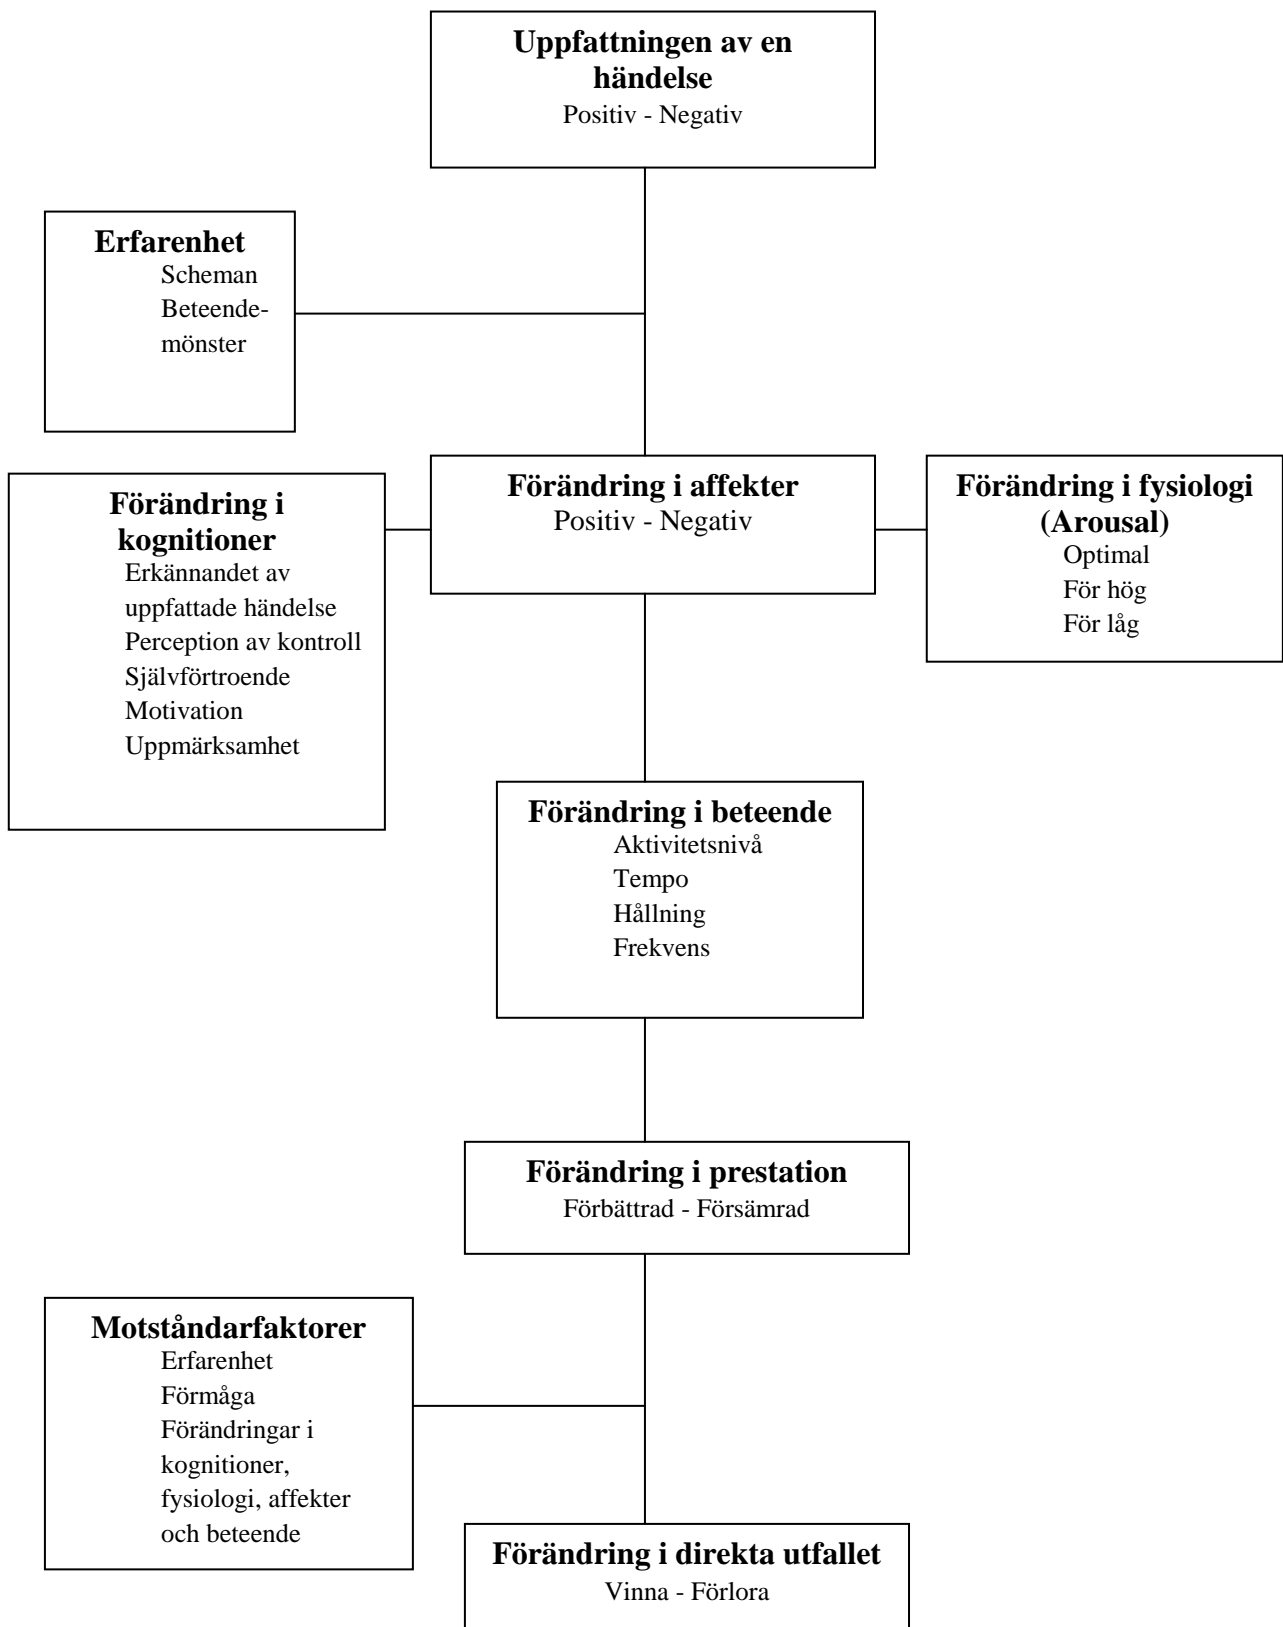 Uppfattningen av en
händelse
Positiv - Negativ
Erfarenhet
Scheman
Beteende-
mönster
Förändring i
kognitioner
Erkännandet av
uppfattade händelse
Perception av kontroll
Självförtroende
Motivation
Uppmärksamhet
Förändring i affekter
Positiv - Negativ
Förändring i fysiologi
(Arousal)
Optimal
För hög
För låg
Förändring i beteende
Aktivitetsnivå
Tempo
Hållning
Frekvens
Förändring i prestation
Förbättrad - Försämrad
Motståndarfaktorer
Erfarenhet
Förmåga
Förändringar i
kognitioner,
fysiologi, affekter
och beteende
Förändring i direkta utfallet
Vinna - Förlora